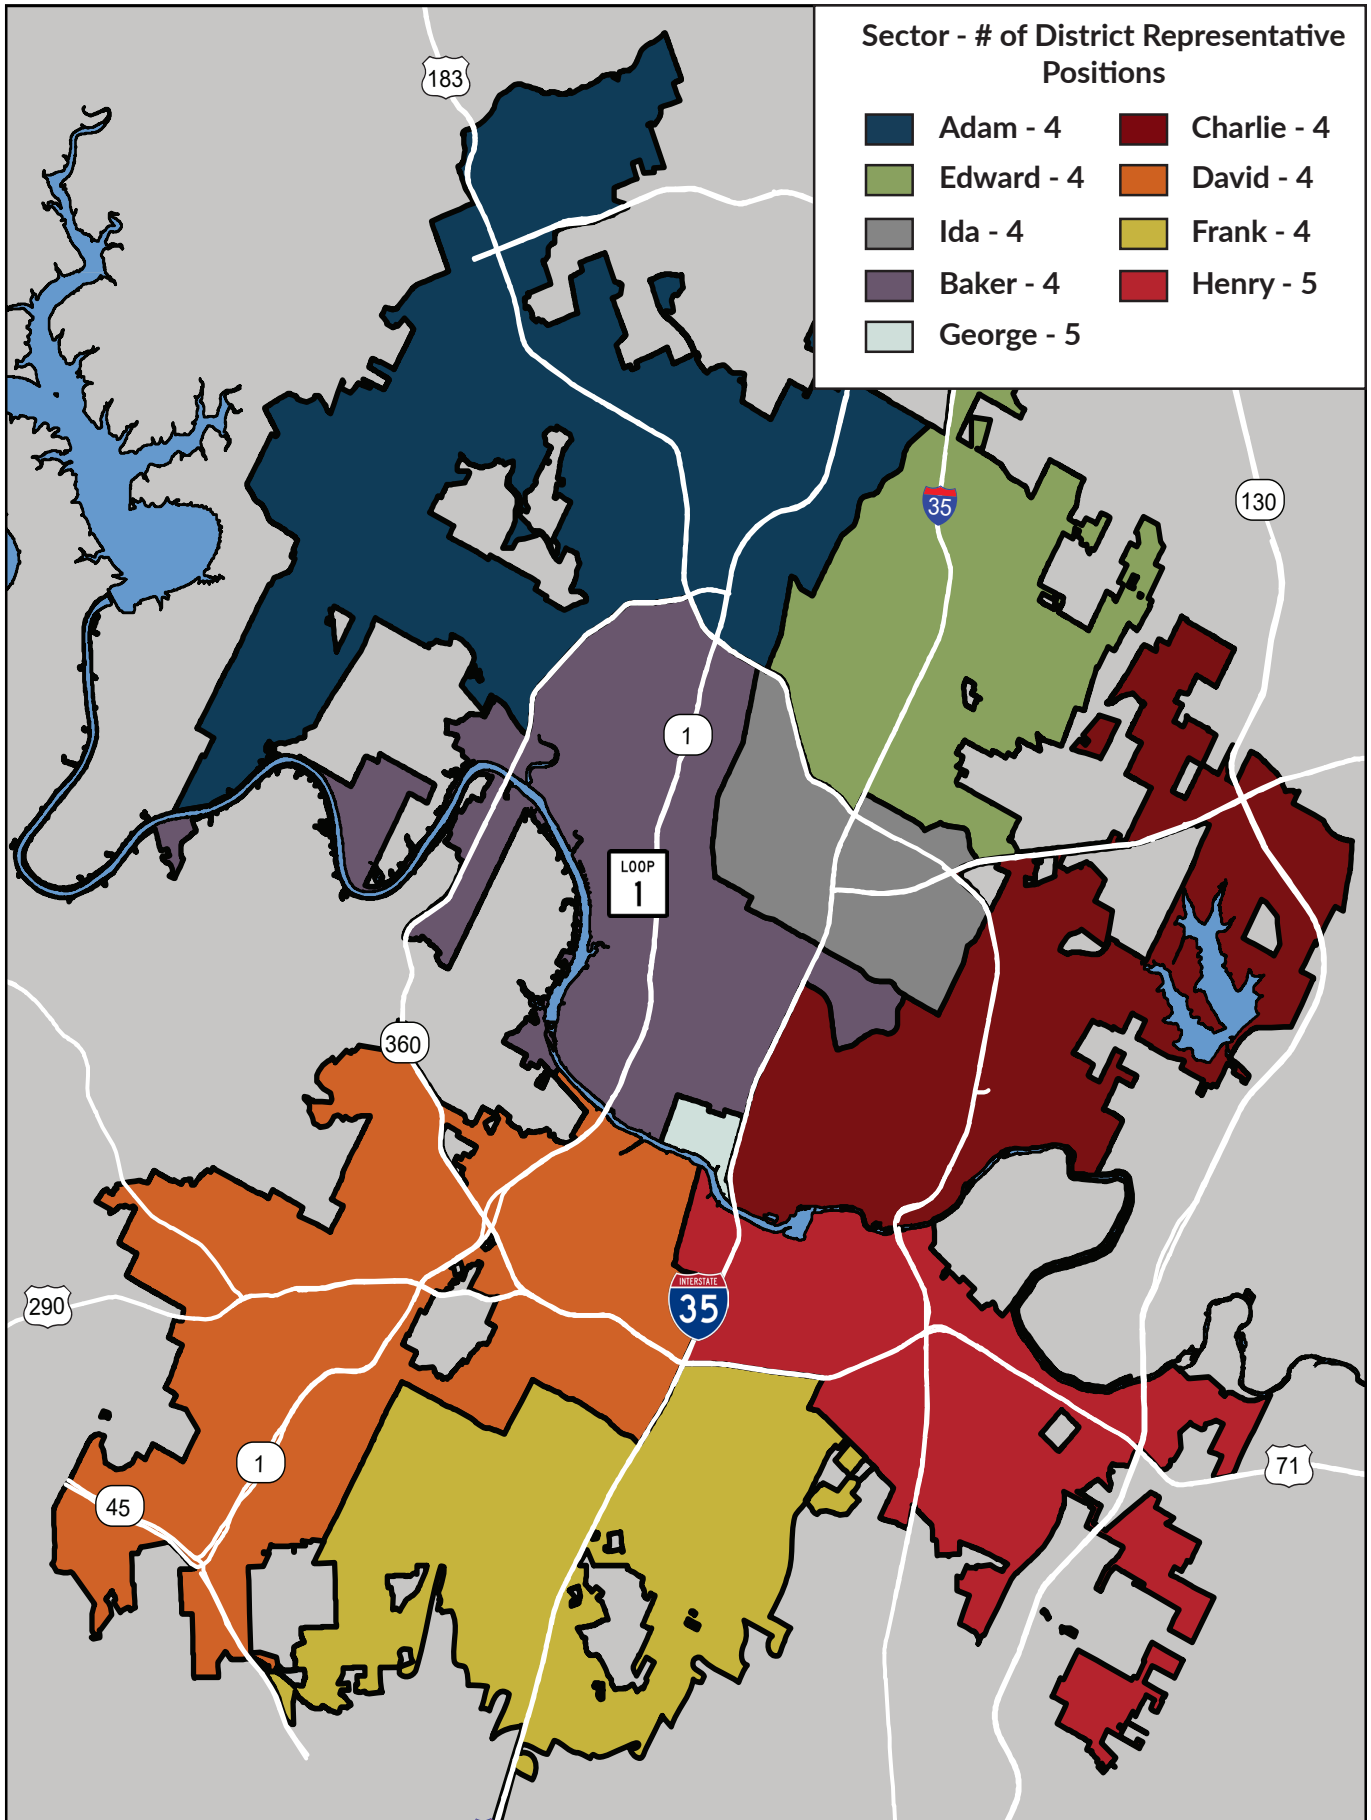 Sector - # of District Representative
Positions
Adam - 4
Charlie - 4
Edward - 4
David - 4
Ida - 4
Frank - 4
Baker - 4
Henry - 5
George - 5
183
35
130
1
LOOP
1
360
INTERSTATE
35
290
1
45
71